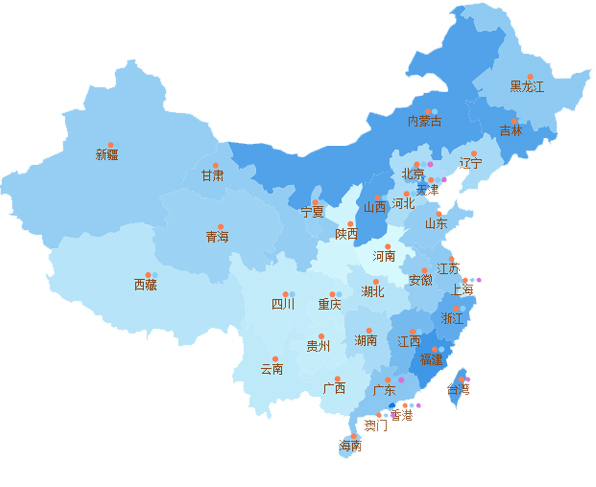 黑龙江
内蒙古
吉林
新疆
辽宁
甘肃
北京
天津
宁夏
山西
河北
山东
陕西
青海
河南
江苏
西藏
安徽
上海
四川
重庆
湖北
浙江
贵州
湖南
江西
福建
云南
广西
广东
台湾
香港
澳门
海南